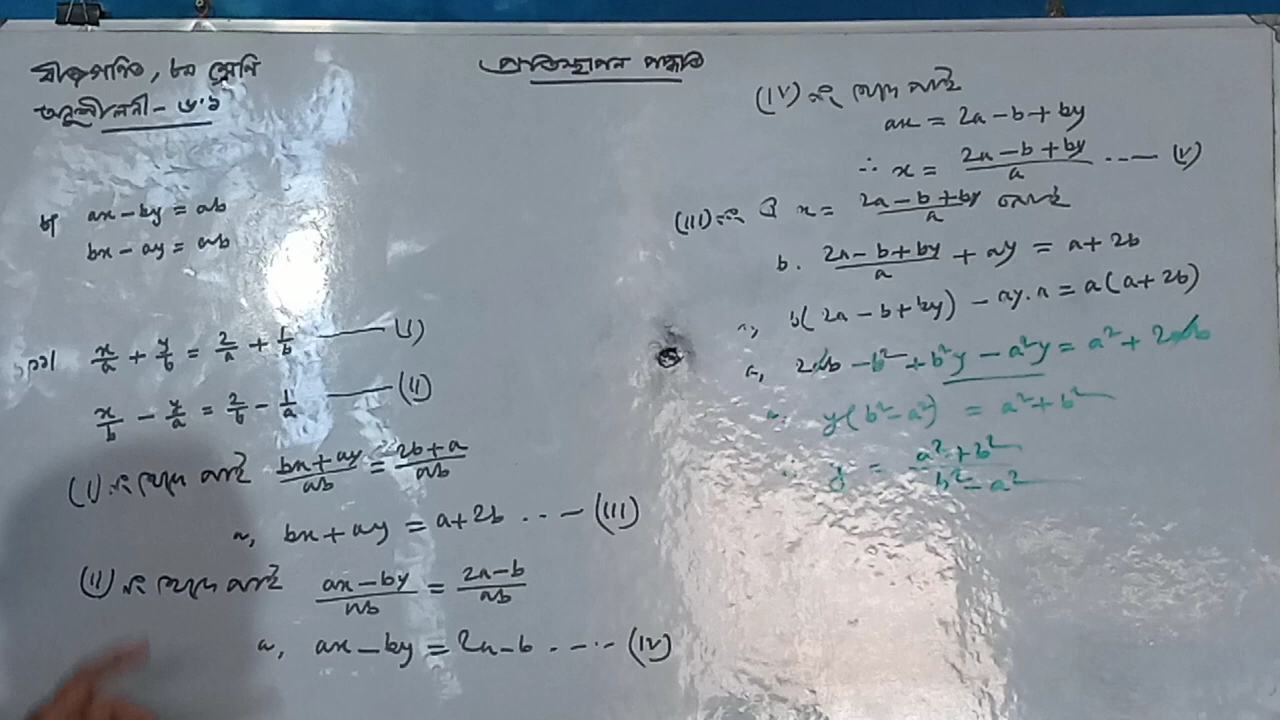 বীজগণিত, ৮ম শ্রেণি
অনুশীলনী - ৬.১
প্রতিস্থাপন পদ্ধতি
৮| ax - by = ab
bx - ay = ab
১০| x/a + y/b = 2/a + 1/b —— (I)
x/b - y/a = 2/b - 1/a —— (II)
(I) নং থেকে পাই (bx + ay)/ab = (2b + a)/ab
বা, bx + ay = a + 2b ..— (III)
(II) নং থেকে পাই (ax - by)/ab = (2a - b)/ab
বা, ax - by = 2a - b .—.. (IV)
(IV) নং থেকে পাই
ax = 2a - b + by
∴ x = (2a - b + by)/a ..— (V)
(III) নং এ x = (2a - b + by)/a
b. (2a - b + by)/a + ay = a + 2b
বা, b(2a - b + by) - ay.a = a(a + 2b)
বা, 2ab - b² + b²y - a²y = a² + 2ab
বা, y(b² - a²) = a² + b²
∴ y = (a² + b²)/(b² - a²)